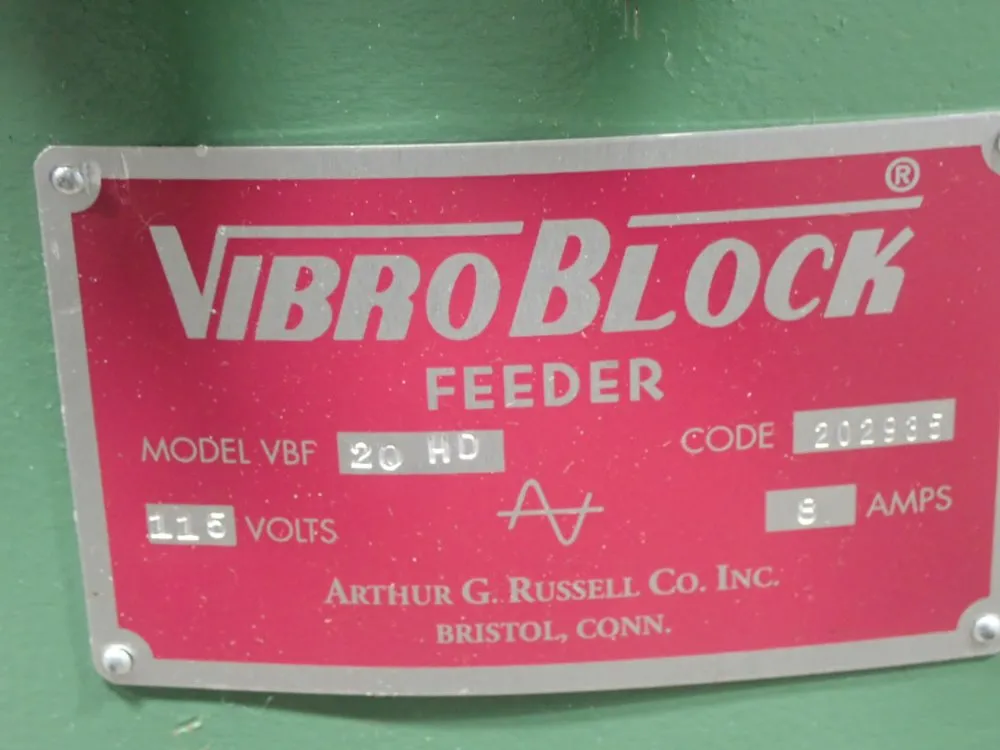 VIBROBLOCK®
FEEDER
MODEL VBF 20 HD CODE 202935
115 VOLTS 8 AMPS
ARTHUR G. RUSSELL CO. INC.
BRISTOL, CONN.